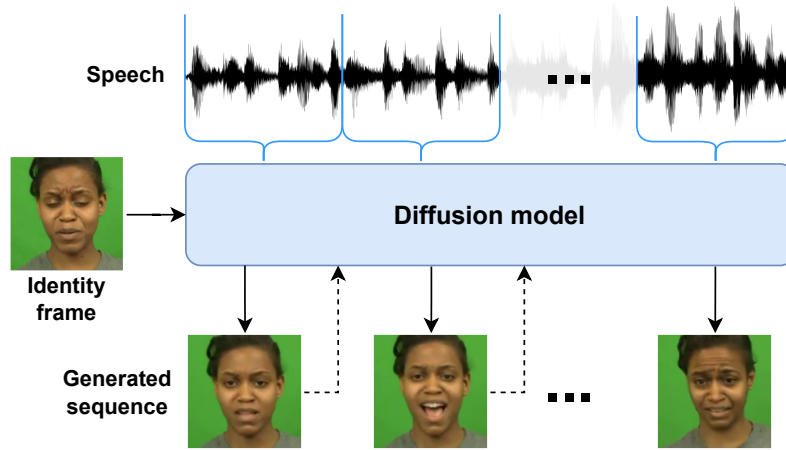 Speech
Diffusion model
Identity
frame
Generated
sequence